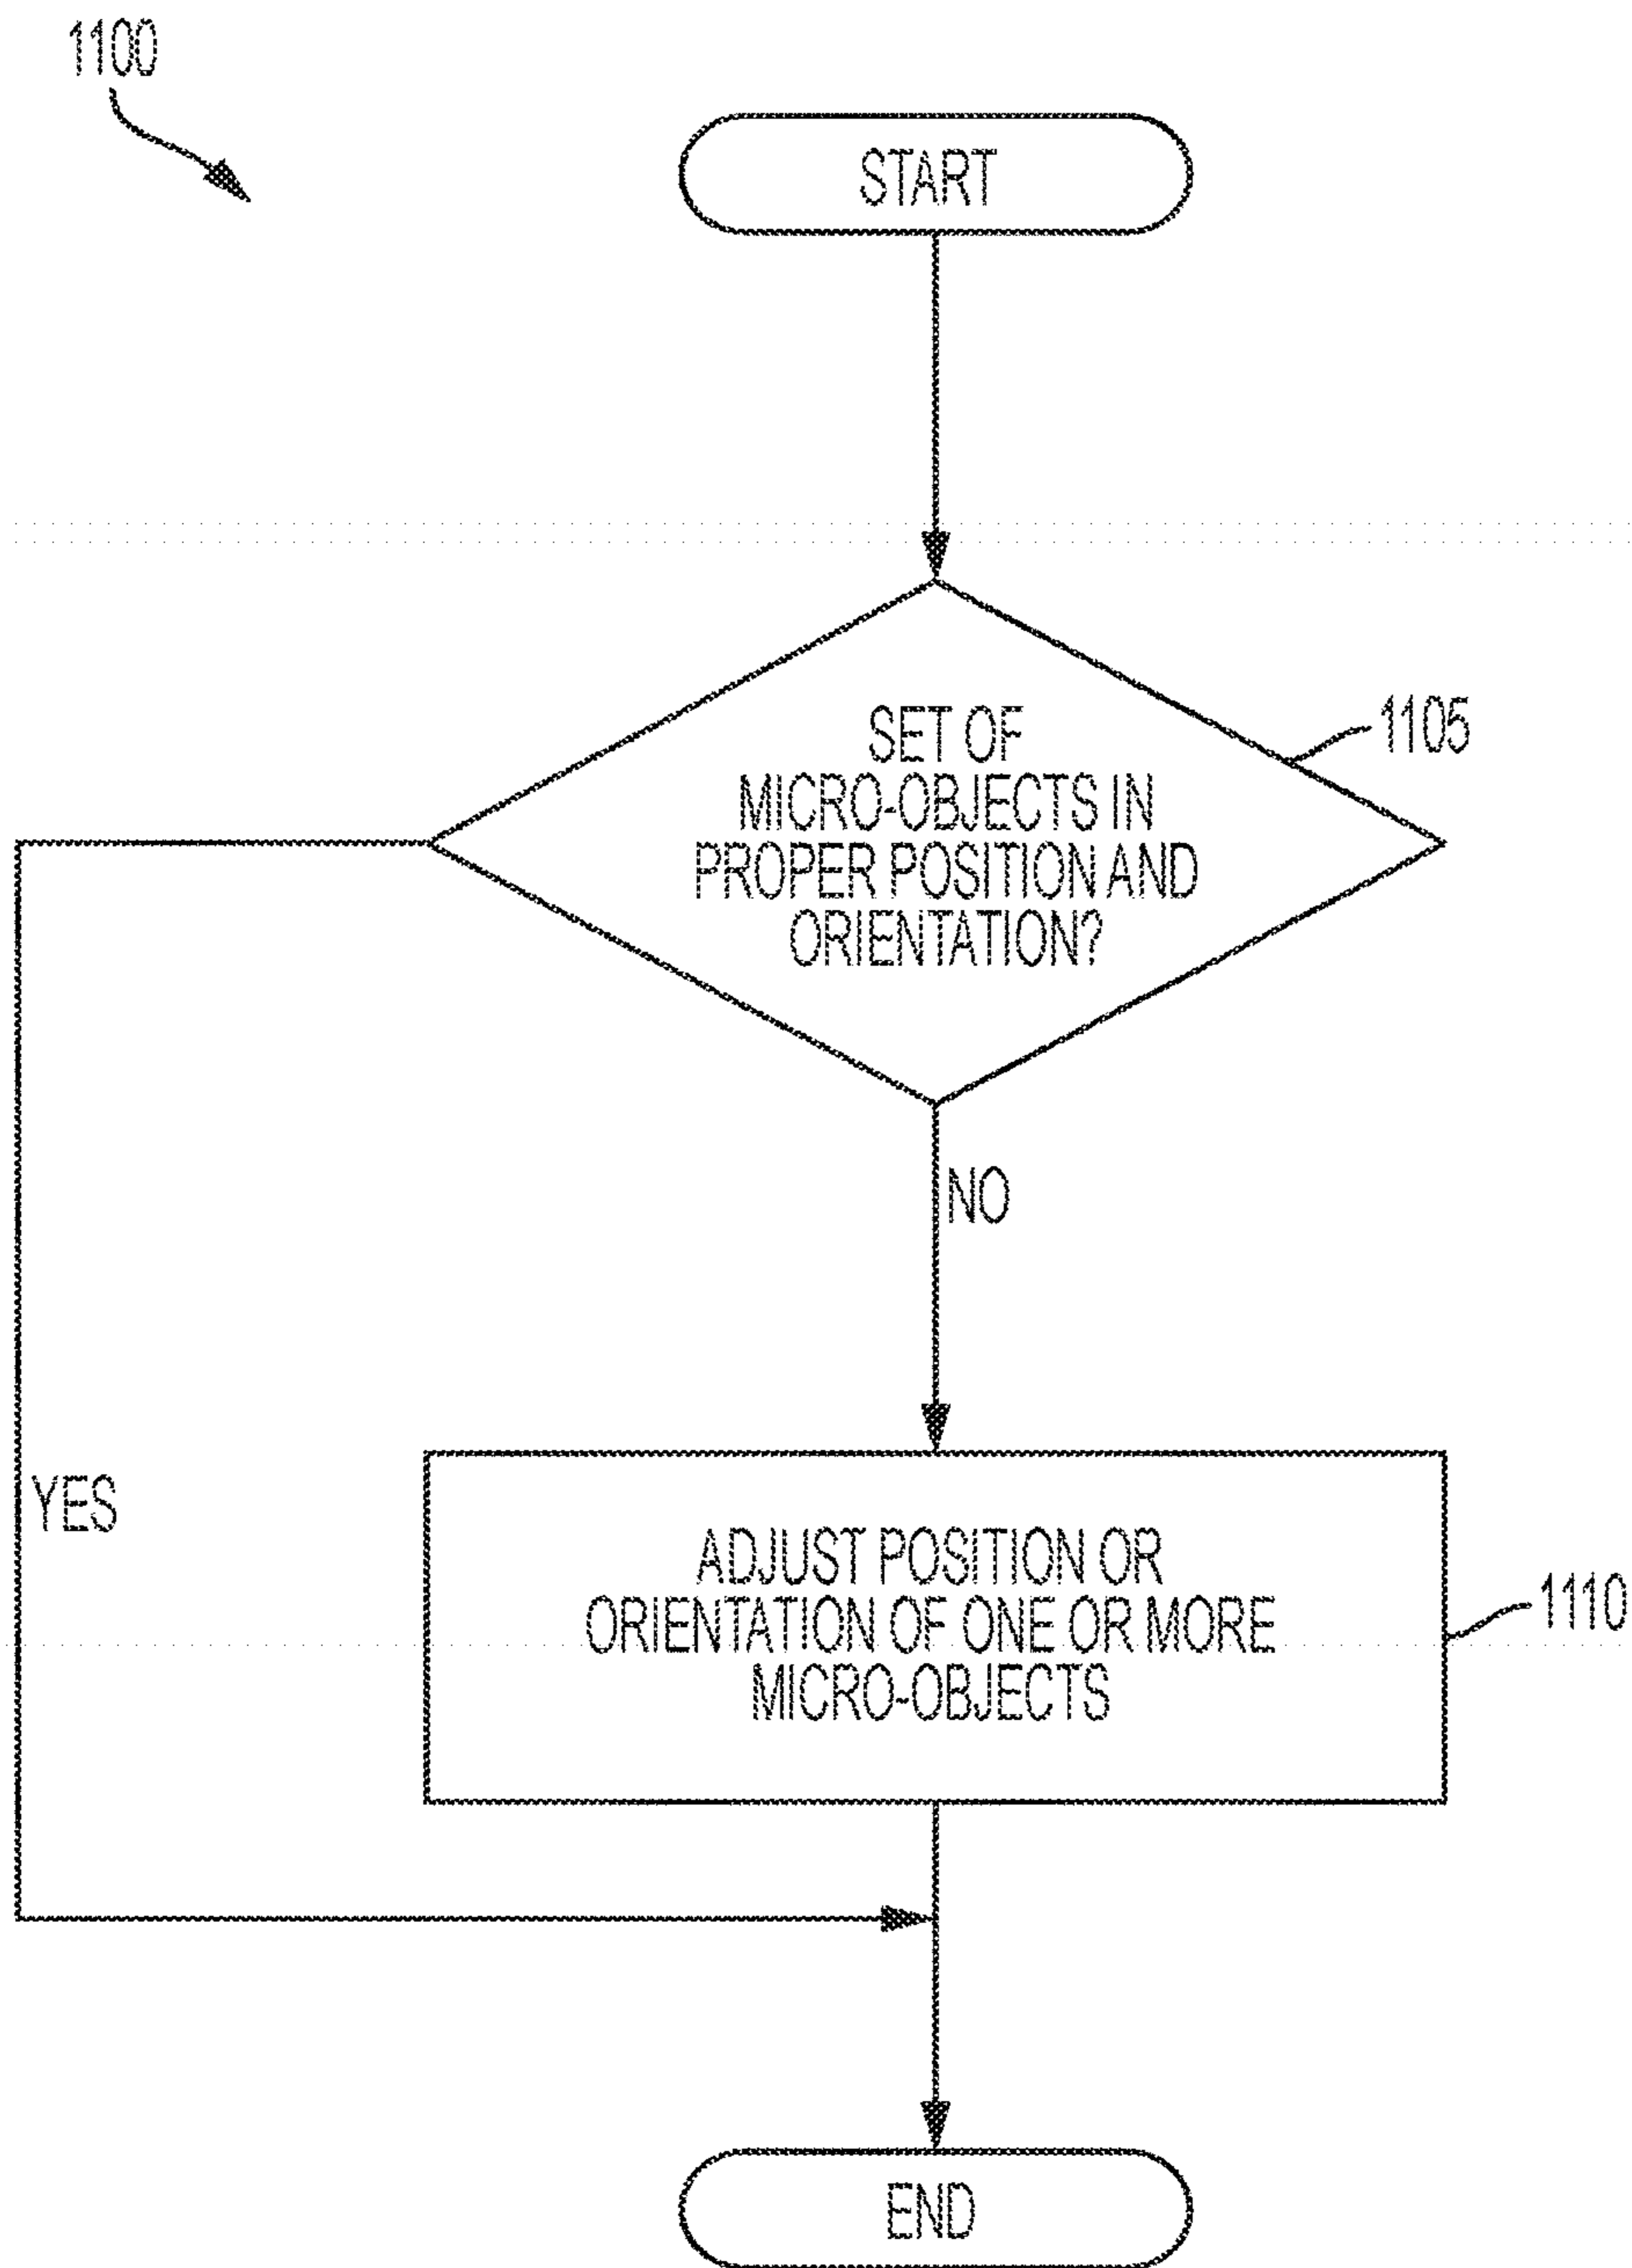 1100
START
SET OF
MICRO-OBJECTS IN
PROPER POSITION AND
ORIENTATION?
1105
NO
YES
ADJUST POSITION OR
ORIENTATION OF ONE OR MORE
MICRO-OBJECTS
1110
END